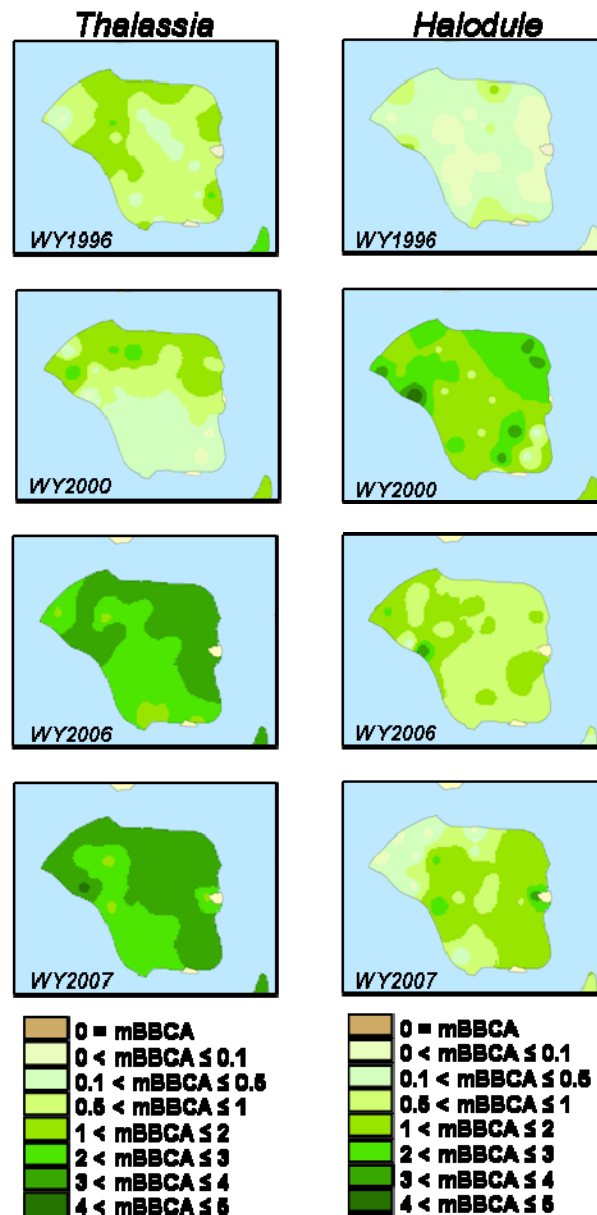 Thalassia
Halodule
WY1996
WY1996
WY2000
WY2000
WY2006
WY2006
WY2007
WY2007
0 = mBBCA
0 < mBBCA ≤ 0.1
0.1 < mBBCA ≤ 0.5
0.5 < mBBCA ≤ 1
1 < mBBCA ≤ 2
2 < mBBCA ≤ 3
3 < mBBCA ≤ 4
4 < mBBCA ≤ 5
0 = mBBCA
0 < mBBCA ≤ 0.1
0.1 < mBBCA ≤ 0.5
0.5 < mBBCA ≤ 1
1 < mBBCA ≤ 2
2 < mBBCA ≤ 3
3 < mBBCA ≤ 4
4 < mBBCA ≤ 5